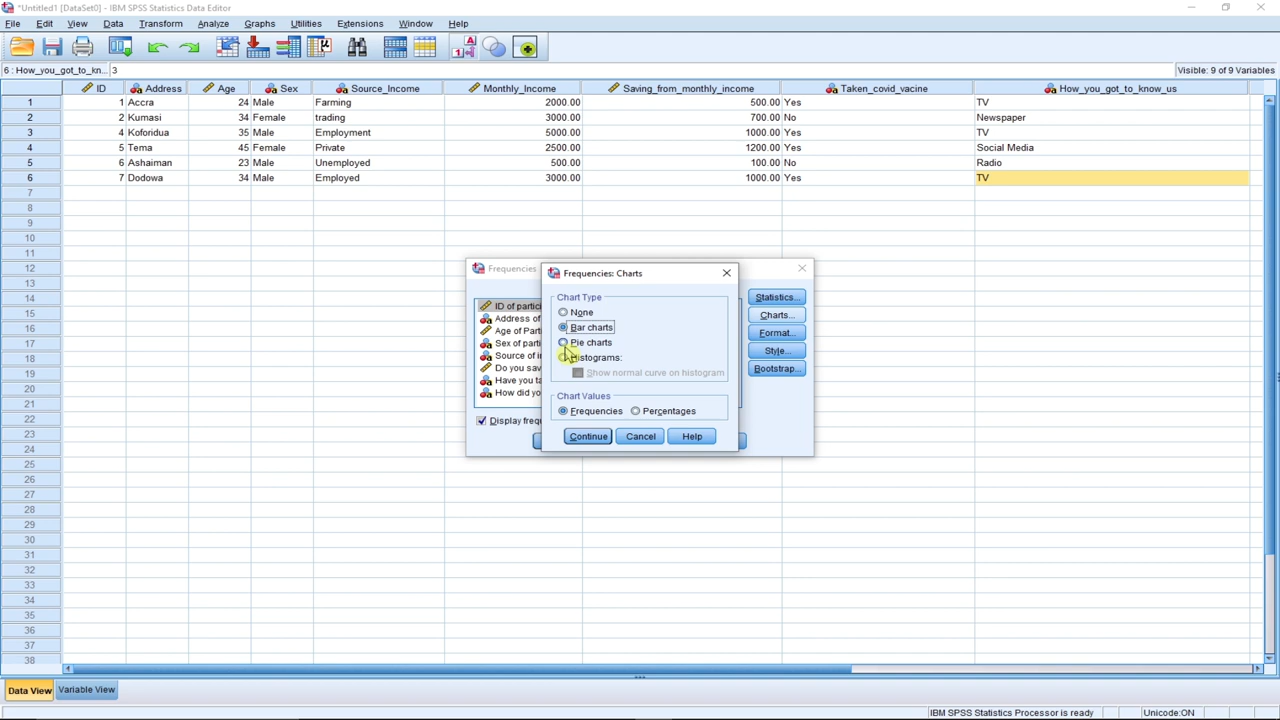 *Untitled1 [DataSet0] - IBM SPSS Statistics Data Editor
File Edit View Data Transform Analyze Graphs Utilities Extensions Window Help
6 : How_you_got_to_kn... 3 Visible: 9 of 9 Variables
ID Address Age Sex Source_Income Monthly_Income Saving_from_monthly_income Taken_covid_vacine How_you_got_to_know_us
1 1 Accra 24 Male Farming 2000.00 500.00 Yes TV
2 2 Kumasi 34 Female trading 3000.00 700.00 No Newspaper
3 4 Koforidua 35 Male Employment 5000.00 1000.00 Yes TV
4 5 Tema 45 Female Private 2500.00 1200.00 Yes Social Media
5 6 Ashaiman 23 Male Unemployed 500.00 100.00 No Radio
6 7 Dodowa 34 Male Employed 3000.00 1000.00 Yes TV
7
8
9
10
11
12
13
14
15
16
17
18
19
20
21
22
23
24
25
26
27
28
29
30
31
32
33
34
35
36
37
38
Frequencies
ID of partici
Address of
Age of Parti
Sex of parti
Source of i
Do you sav
Have you ta
How did yo
Display freq
Statistics...
Charts...
Format...
Style...
Bootstrap...
Frequencies: Charts
Chart Type
None
Bar charts
Pie charts
Histograms:
Show normal curve on histogram
Chart Values
Frequencies Percentages
Continue Cancel Help
Data View Variable View
IBM SPSS Statistics Processor is ready Unicode:ON